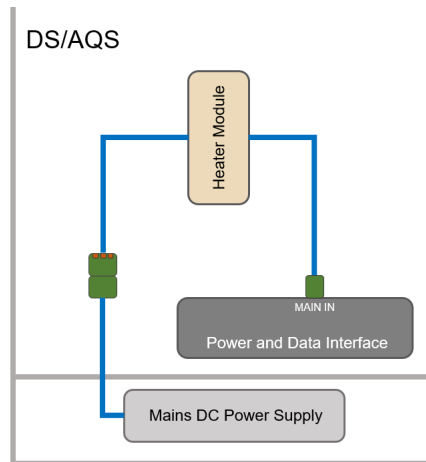 DS/AQS
Heater Module
MAIN IN
Power and Data Interface
Mains DC Power Supply